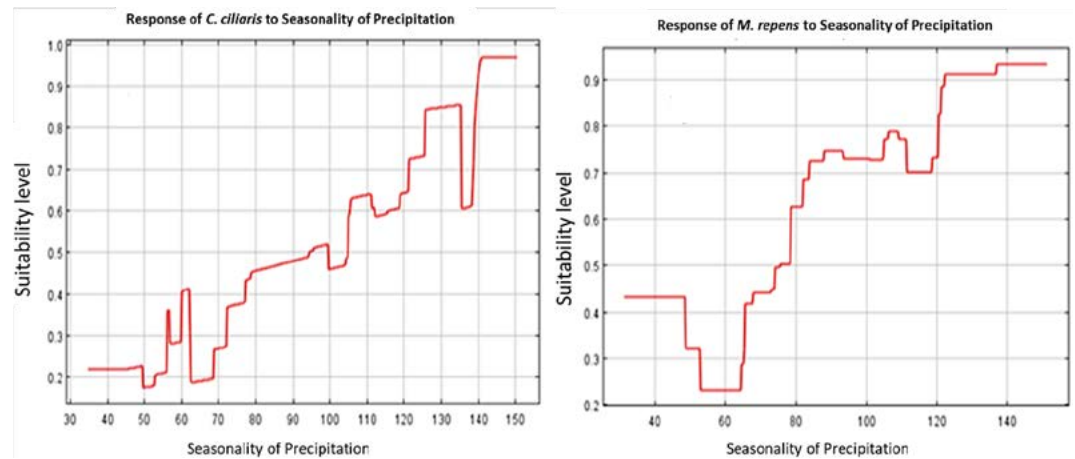 Response of C. ciliaris to Seasonality of Precipitation
1.0
0.9
0.8
0.7
0.6
0.5
0.4
0.3
0.2
Suitability level
30 40 50 60 70 80 90 100 110 120 130 140 150
Seasonality of Precipitation
Response of M. repens to Seasonality of Precipitation
0.9
0.8
0.7
0.6
0.5
0.4
0.3
0.2
Suitability level
40 60 80 100 120 140
Seasonality of Precipitation